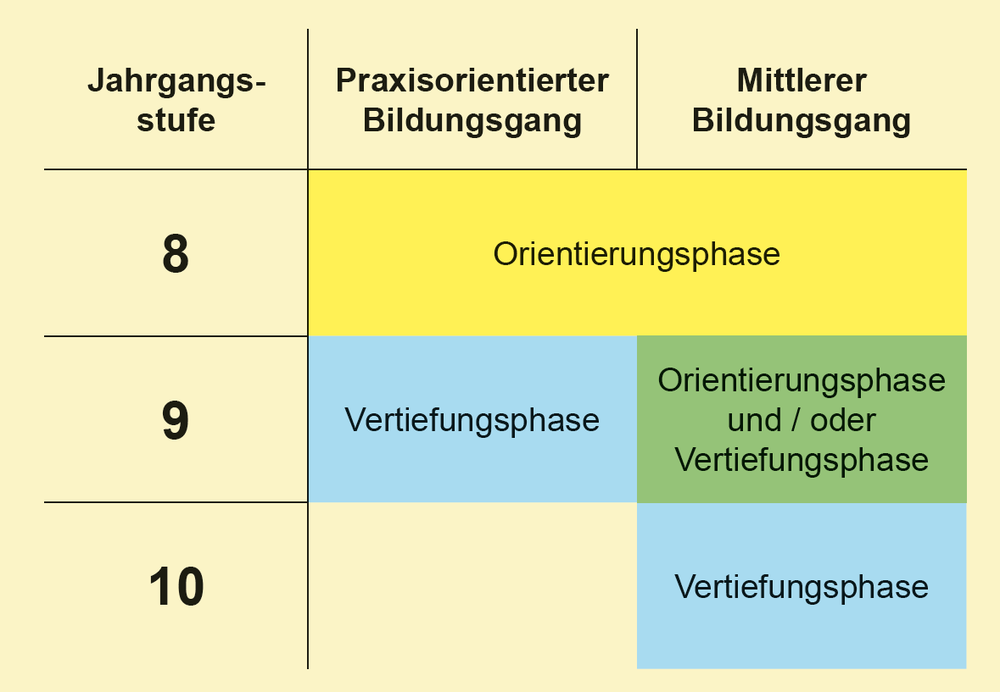 Jahrgangs-
stufe
Praxisorientierter
Bildungsgang
Mittlerer
Bildungsgang
8
Orientierungsphase
9
Vertiefungsphase
Orientierungsphase
und / oder
Vertiefungsphase
10
Vertiefungsphase